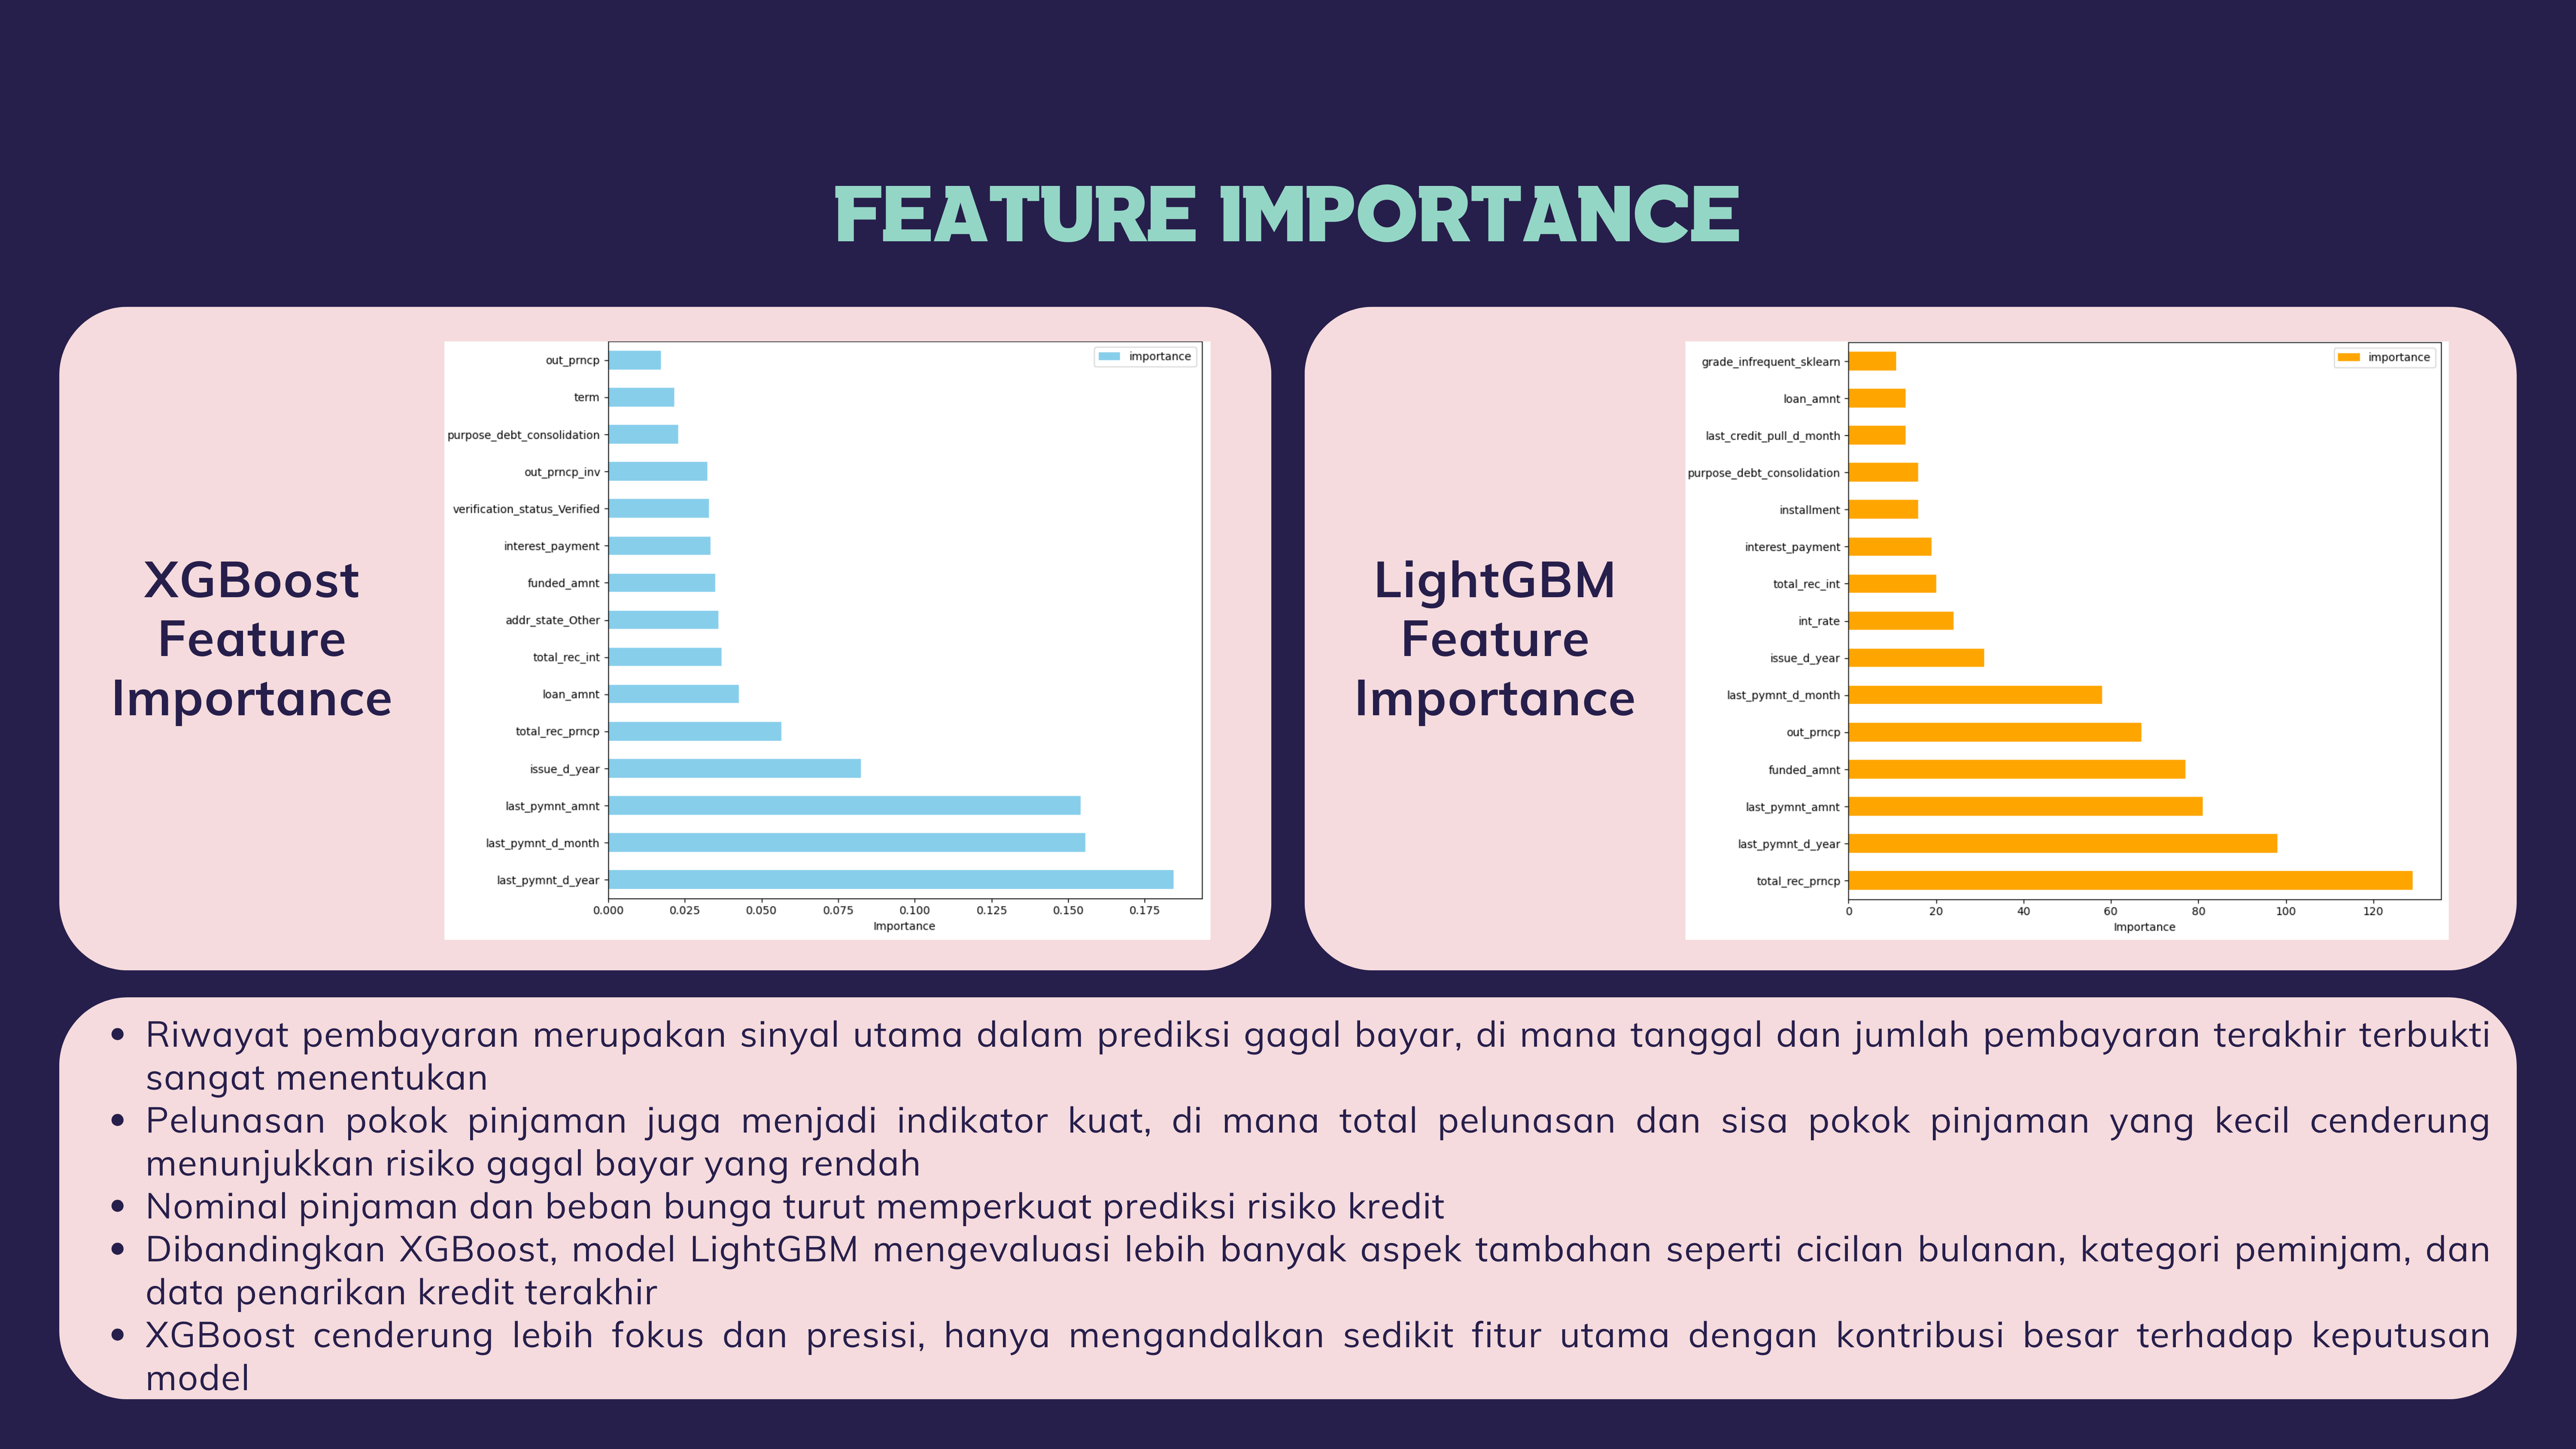 FEATURE IMPORTANCE
XGBoost
Feature
Importance
importance
out_prncp
term
purpose_debt_consolidation
out_prncp_inv
verification_status_Verified
interest_payment
funded_amnt
addr_state_Other
total_rec_int
loan_amnt
total_rec_prncp
issue_d_year
last_pymnt_amnt
last_pymnt_d_month
last_pymnt_d_year
0.000 0.025 0.050 0.075 0.100 0.125 0.150 0.175
Importance
LightGBM
Feature
Importance
importance
grade_infrequent_sklearn
loan_amnt
last_credit_pull_d_month
purpose_debt_consolidation
installment
interest_payment
total_rec_int
int_rate
issue_d_year
last_pymnt_d_month
out_prncp
funded_amnt
last_pymnt_amnt
last_pymnt_d_year
total_rec_prncp
0 20 40 60 80 100 120
Importance
• Riwayat pembayaran merupakan sinyal utama dalam prediksi gagal bayar, di mana tanggal dan jumlah pembayaran terakhir terbukti
sangat menentukan
• Pelunasan pokok pinjaman juga menjadi indikator kuat, di mana total pelunasan dan sisa pokok pinjaman yang kecil cenderung
menunjukkan risiko gagal bayar yang rendah
• Nominal pinjaman dan beban bunga turut memperkuat prediksi risiko kredit
• Dibandingkan XGBoost, model LightGBM mengevaluasi lebih banyak aspek tambahan seperti cicilan bulanan, kategori peminjam, dan
data penarikan kredit terakhir
• XGBoost cenderung lebih fokus dan presisi, hanya mengandalkan sedikit fitur utama dengan kontribusi besar terhadap keputusan
model